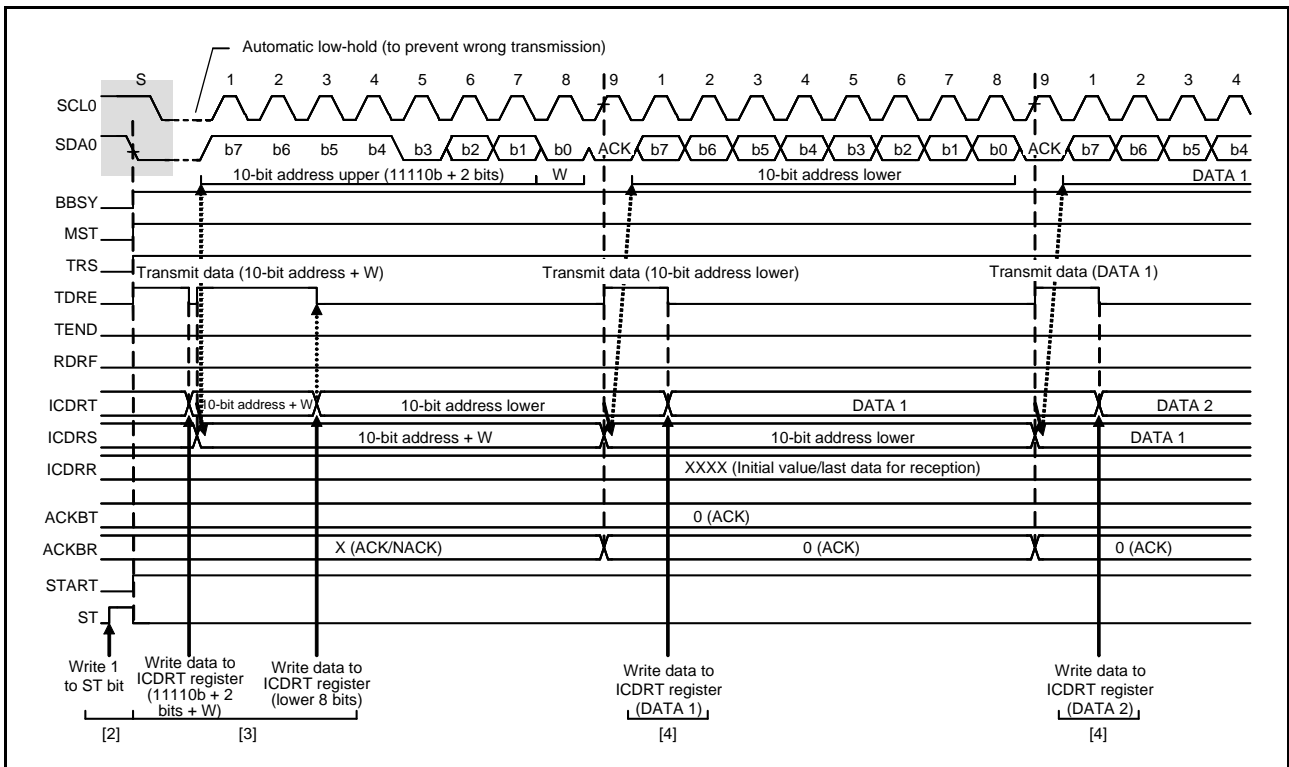 Automatic low-hold (to prevent wrong transmission)
S 1 2 3 4 5 6 7 8 9 1 2 3 4 5 6 7 8 9 1 2 3 4
SCL0
SDA0 b7 b6 b5 b4 b3 b2 b1 b0 ACK b7 b6 b5 b4 b3 b2 b1 b0 ACK b7 b6 b5 b4
10-bit address upper (11110b + 2 bits) W 10-bit address lower DATA 1
BBSY
MST
TRS
Transmit data (10-bit address + W) Transmit data (10-bit address lower) Transmit data (DATA 1)
TDRE
TEND
RDRF
ICDRT 10-bit address + W 10-bit address lower DATA 1 DATA 2
ICDRS 10-bit address + W 10-bit address lower DATA 1
ICDRR XXXX (Initial value/last data for reception)
ACKBT 0 (ACK)
ACKBR X (ACK/NACK) 0 (ACK) 0 (ACK)
START
ST
Write 1
to ST bit
Write data to
ICDRT register
(11110b + 2
bits + W)
Write data to
ICDRT register
(lower 8 bits)
Write data to
ICDRT register
(DATA 1)
Write data to
ICDRT register
(DATA 2)
[2] [3] [4] [4]